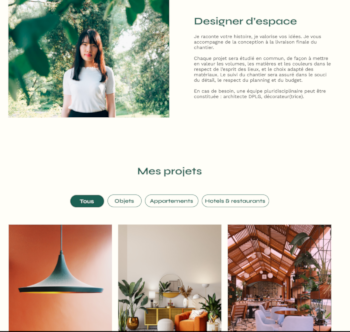 Designer d'espace
Je raconte votre histoire, je valorise vos idées. Je vous
accompagne de la conception à la livraison finale du
chantier.
Chaque projet sera étudié en commun, de façon à mettre
en valeur les volumes, les matières et les couleurs dans le
respect de l'esprit des lieux, et le choix adapté des
matériaux. Le suivi du chantier sera assuré dans le souci
du détail, le respect du planning et du budget.
En cas de besoin, une équipe pluridisciplinaire peut être
constituée : architecte DPLG, décorateur(trice).
Mes projets
Tous
Objets
Appartements
Hotels & restaurants